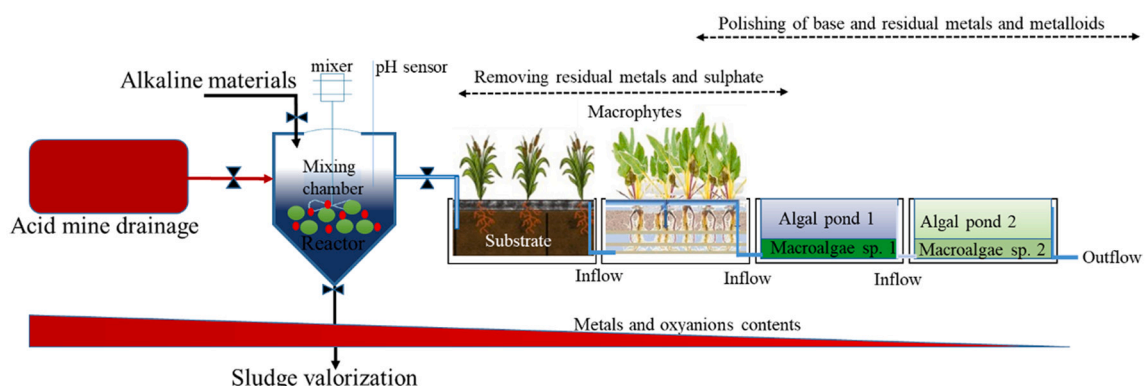 Polishing of base and residual metals and metalloids
mixer
pH sensor
Alkaline materials
Removing residual metals and sulphate
Macrophytes
Mixing
chamber
Reactor
Acid mine drainage
Substrate
Algal pond 1
Macroalgae sp. 1
Algal pond 2
Macroalgae sp. 2
Inflow
Inflow
Inflow
Outflow
Metals and oxyanions contents
Sludge valorization